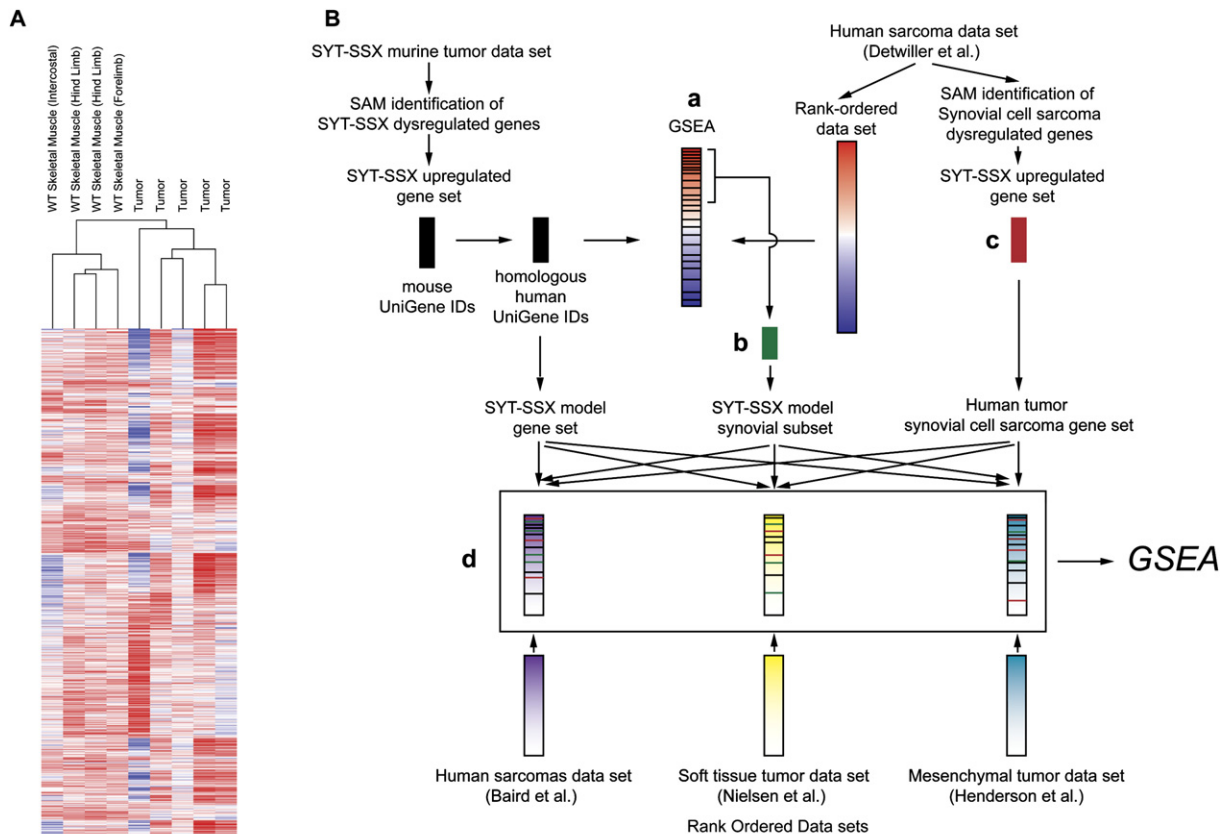 A
WT Skeletal Muscle (Intercostal)
WT Skeletal Muscle (Hind Limb)
WT Skeletal Muscle (Hind Limb)
WT Skeletal Muscle (Forelimb)
Tumor
Tumor
Tumor
Tumor
Tumor
B
SYT-SSX murine tumor data set
SAM identification of
SYT-SSX dysregulated genes
SYT-SSX upregulated
gene set
mouse
UniGene IDs
homologous
human
UniGene IDs
a
GSEA
Human sarcoma data set
(Detwiller et al.)
Rank-ordered
data set
SAM identification of
Synovial cell sarcoma
dysregulated genes
SYT-SSX upregulated
gene set
c
b
SYT-SSX model
gene set
SYT-SSX model
synovial subset
Human tumor
synovial cell sarcoma gene set
d
GSEA
Human sarcomas data set
(Baird et al.)
Soft tissue tumor data set
(Nielsen et al.)
Mesenchymal tumor data set
(Henderson et al.)
Rank Ordered Data sets